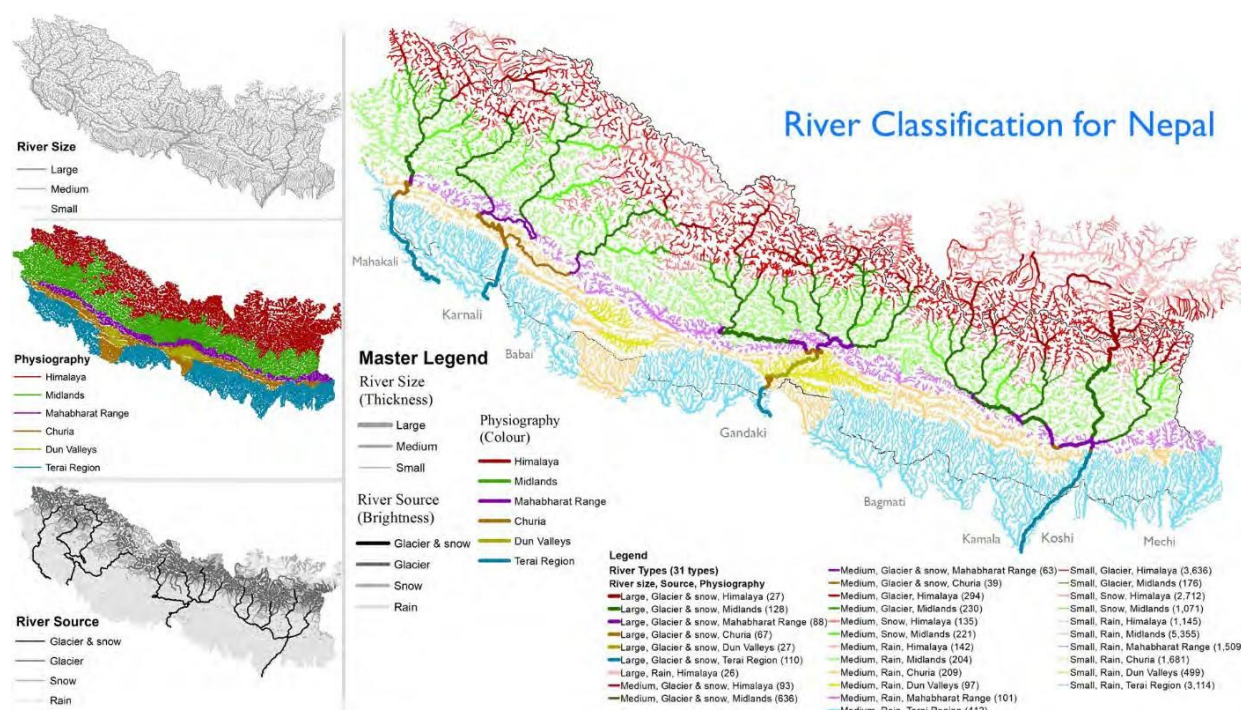 River Size
Large
Medium
Small
Physiography
Himalaya
Midlands
Mahabharat Range
Churia
Dun Valleys
Terai Region
River Source
Glacier & snow
Glacier
Snow
Rain
River Classification for Nepal
Mahakali
Karnali
Babai
Gandaki
Bagmati
Kamala
Koshi
Mechi
Master Legend
River Size
(Thickness)
Large
Medium
Small
River Source
(Brightness)
Glacier & snow
Glacier
Snow
Rain
Physiography
(Colour)
Himalaya
Midlands
Mahabharat Range
Churia
Dun Valleys
Terai Region
Legend
River Types (31 types)
River size, Source, Physiography
Large, Glacier & snow, Himalaya (27)
Large, Glacier & snow, Midlands (128)
Large, Glacier & snow, Mahabharat Range (88)
Large, Glacier & snow, Churia (67)
Large, Glacier & snow, Dun Valleys (27)
Large, Glacier & snow, Terai Region (110)
Large, Rain, Himalaya (26)
Medium, Glacier & snow, Himalaya (93)
Medium, Glacier & snow, Midlands (636)
Medium, Glacier & snow, Mahabharat Range (63)
Medium, Glacier & snow, Churia (39)
Medium, Glacier, Himalaya (294)
Medium, Glacier, Midlands (230)
Medium, Snow, Himalaya (135)
Medium, Snow, Midlands (221)
Medium, Rain, Himalaya (142)
Medium, Rain, Midlands (204)
Medium, Rain, Churia (209)
Medium, Rain, Dun Valleys (97)
Medium, Rain, Mahabharat Range (101)
Medium, Rain, Terai Region
Small, Glacier, Himalaya (3,636)
Small, Glacier, Midlands (176)
Small, Snow, Himalaya (2,712)
Small, Snow, Midlands (1,071)
Small, Rain, Himalaya (1,145)
Small, Rain, Midlands (5,355)
Small, Rain, Mahabharat Range (1,509
Small, Rain, Churia (1,681)
Small, Rain, Dun Valleys (499)
Small, Rain, Terai Region (3,114)